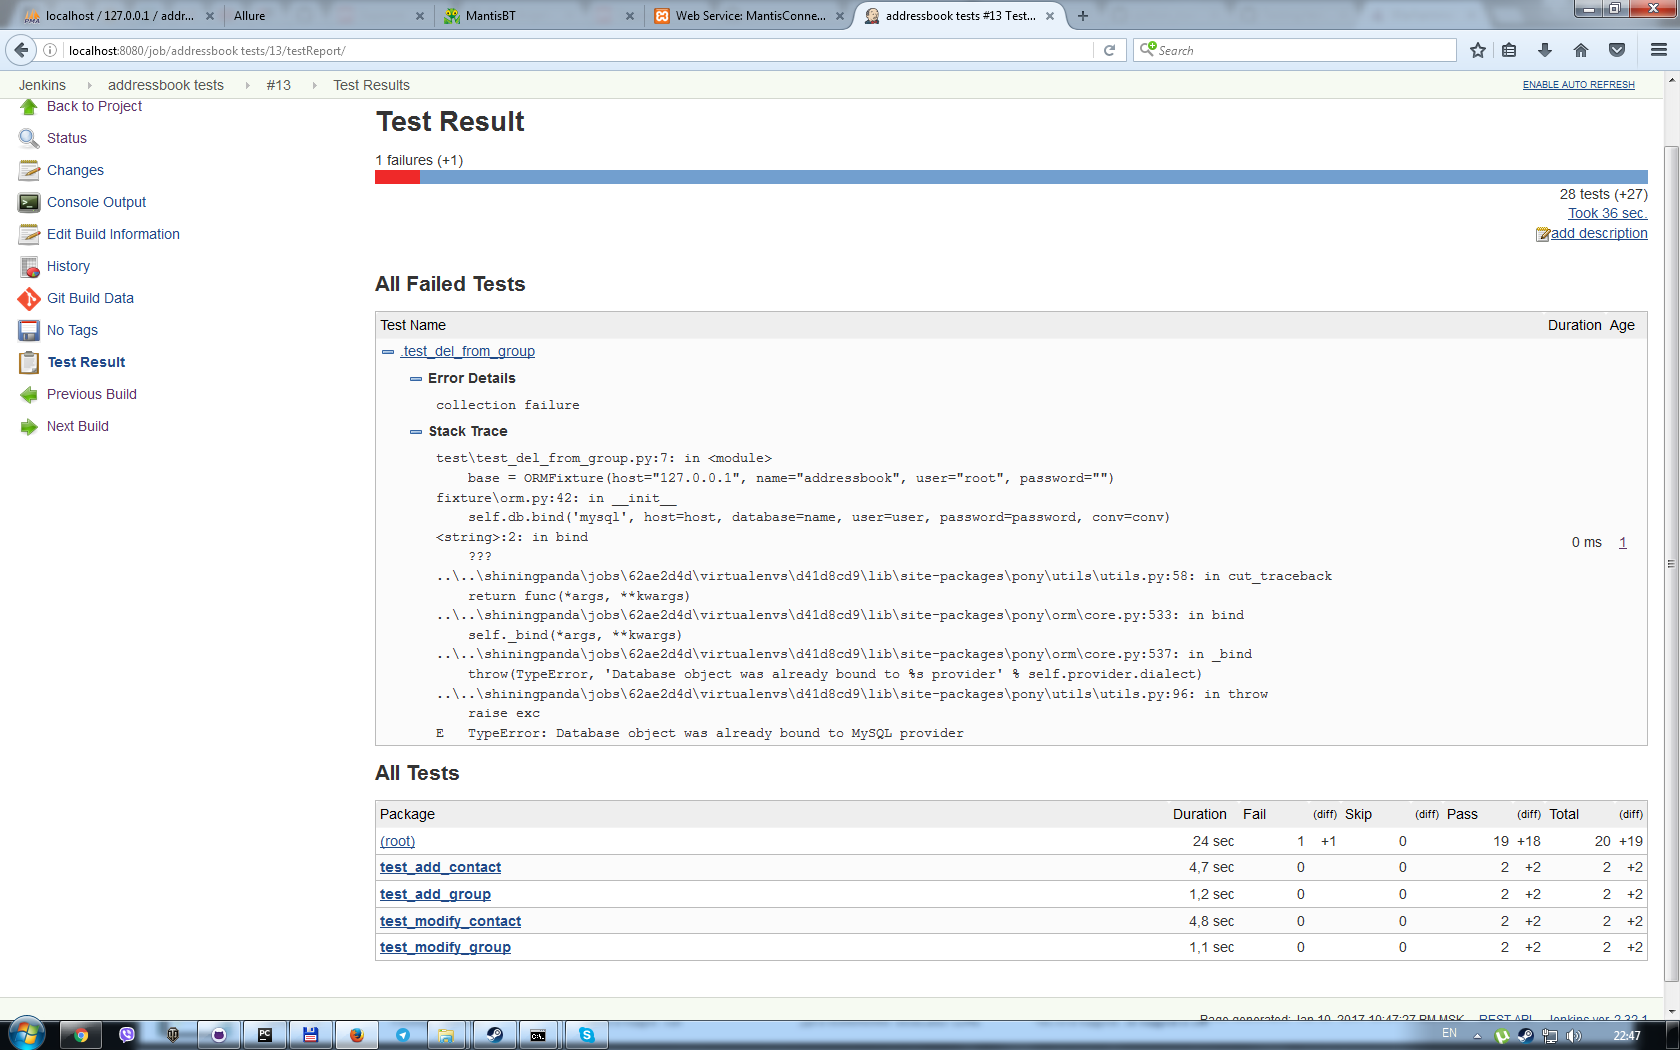 localhost / 127.0.0.1 / addr...
Allure
MantisBT
Web Service: MantisConne...
addressbook tests #13 Test...
localhost:8080/job/addressbook tests/13/testReport/
Search
Jenkins
addressbook tests
#13
Test Results
ENABLE AUTO REFRESH
Back to Project
Status
Changes
Console Output
Edit Build Information
History
Git Build Data
No Tags
Test Result
Previous Build
Next Build
Test Result
1 failures (+1)
28 tests (+27)
Took 36 sec.
add description
All Failed Tests
Test Name Duration Age
.test_del_from_group
Error Details
collection failure
Stack Trace
test\test_del_from_group.py:7: in <module>
base = ORMFixture(host="127.0.0.1", name="addressbook", user="root", password="")
fixture\orm.py:42: in __init__
self.db.bind('mysql', host=host, database=name, user=user, password=password, conv=conv)
<string>:2: in bind
???
..\..\shiningpanda\jobs\62ae2d4d\virtualenvs\d41d8cd9\lib\site-packages\pony\utils\utils.py:58: in cut_traceback
return func(*args, **kwargs)
..\..\shiningpanda\jobs\62ae2d4d\virtualenvs\d41d8cd9\lib\site-packages\pony\orm\core.py:533: in bind
self._bind(*args, **kwargs)
..\..\shiningpanda\jobs\62ae2d4d\virtualenvs\d41d8cd9\lib\site-packages\pony\orm\core.py:537: in _bind
throw(TypeError, 'Database object was already bound to %s provider' % self.provider.dialect)
..\..\shiningpanda\jobs\62ae2d4d\virtualenvs\d41d8cd9\lib\site-packages\pony\utils\utils.py:96: in throw
raise exc
E TypeError: Database object was already bound to MySQL provider
0 ms 1
All Tests
Package Duration Fail (diff) Skip (diff) Pass (diff) Total (diff)
(root) 24 sec 1 +1 0 19 +18 20 +19
test_add_contact 4,7 sec 0 0 2 +2 2 +2
test_add_group 1,2 sec 0 0 2 +2 2 +2
test_modify_contact 4,8 sec 0 0 2 +2 2 +2
test_modify_group 1,1 sec 0 0 2 +2 2 +2
Page generated: Jan 10, 2017 10:47:27 PM MSK REST API Jenkins ver. 2.32.1
EN
22:47